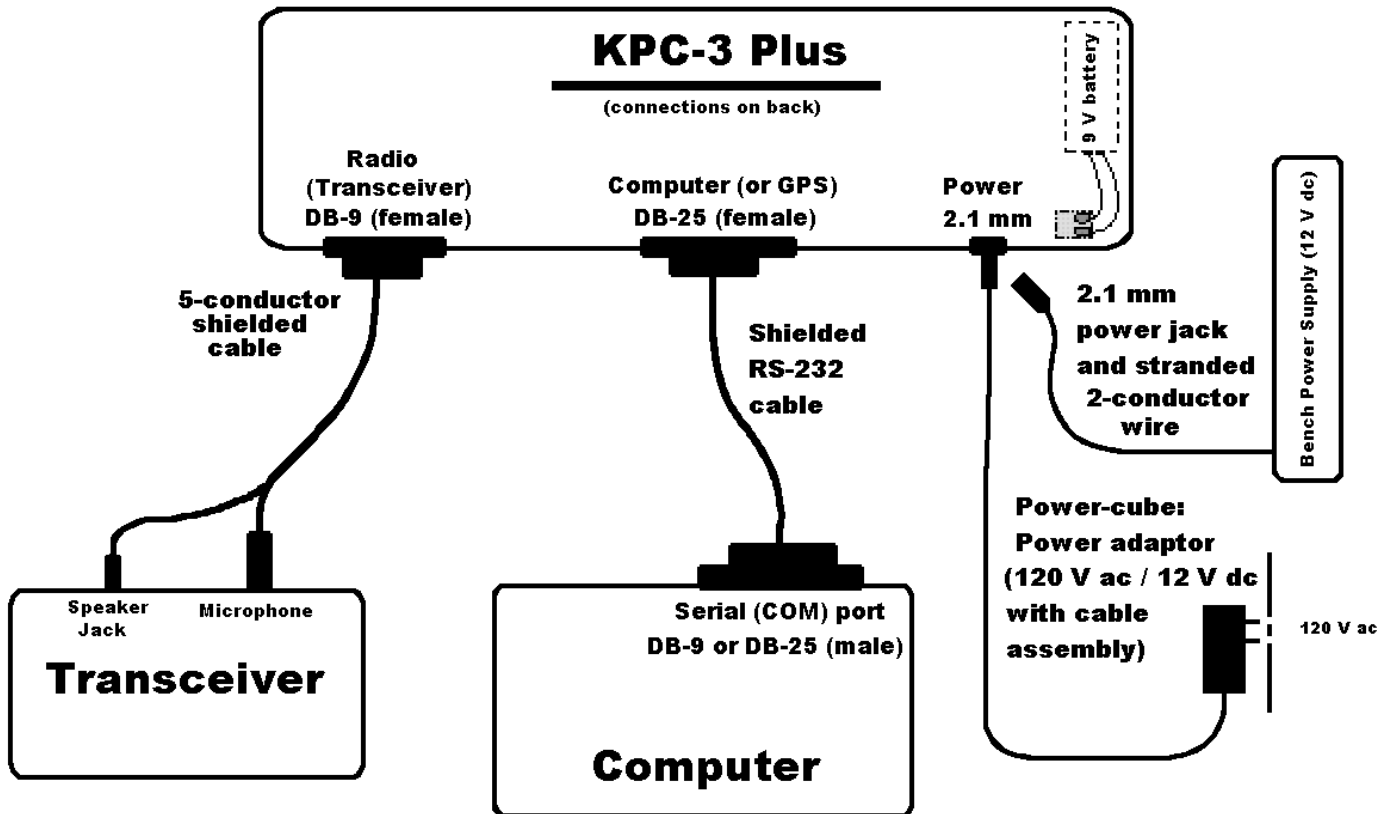 KPC-3 Plus
(connections on back)
9 V battery
Radio
(Transceiver)
DB-9 (female)
Computer (or GPS)
DB-25 (female)
Power
2.1 mm
Bench Power Supply (12 V dc)
5-conductor
shielded
cable
Shielded
RS-232
cable
2.1 mm
power jack
and stranded
2-conductor
wire
Power-cube:
Power adaptor
(120 V ac / 12 V dc
with cable
assembly)
120 V ac
Speaker
Jack
Microphone
Transceiver
Serial (COM) port
DB-9 or DB-25 (male)
Computer